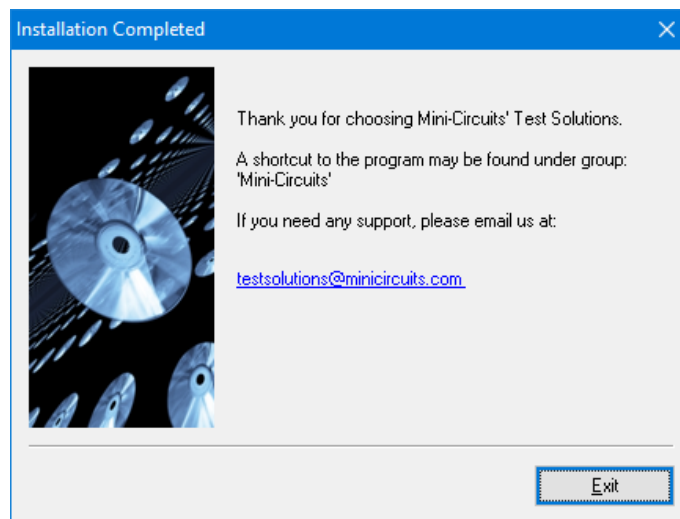 Installation Completed
Thank you for choosing Mini-Circuits' Test Solutions.
A shortcut to the program may be found under group:
'Mini-Circuits'
If you need any support, please email us at:
testsolutions@minicircuits.com
Exit